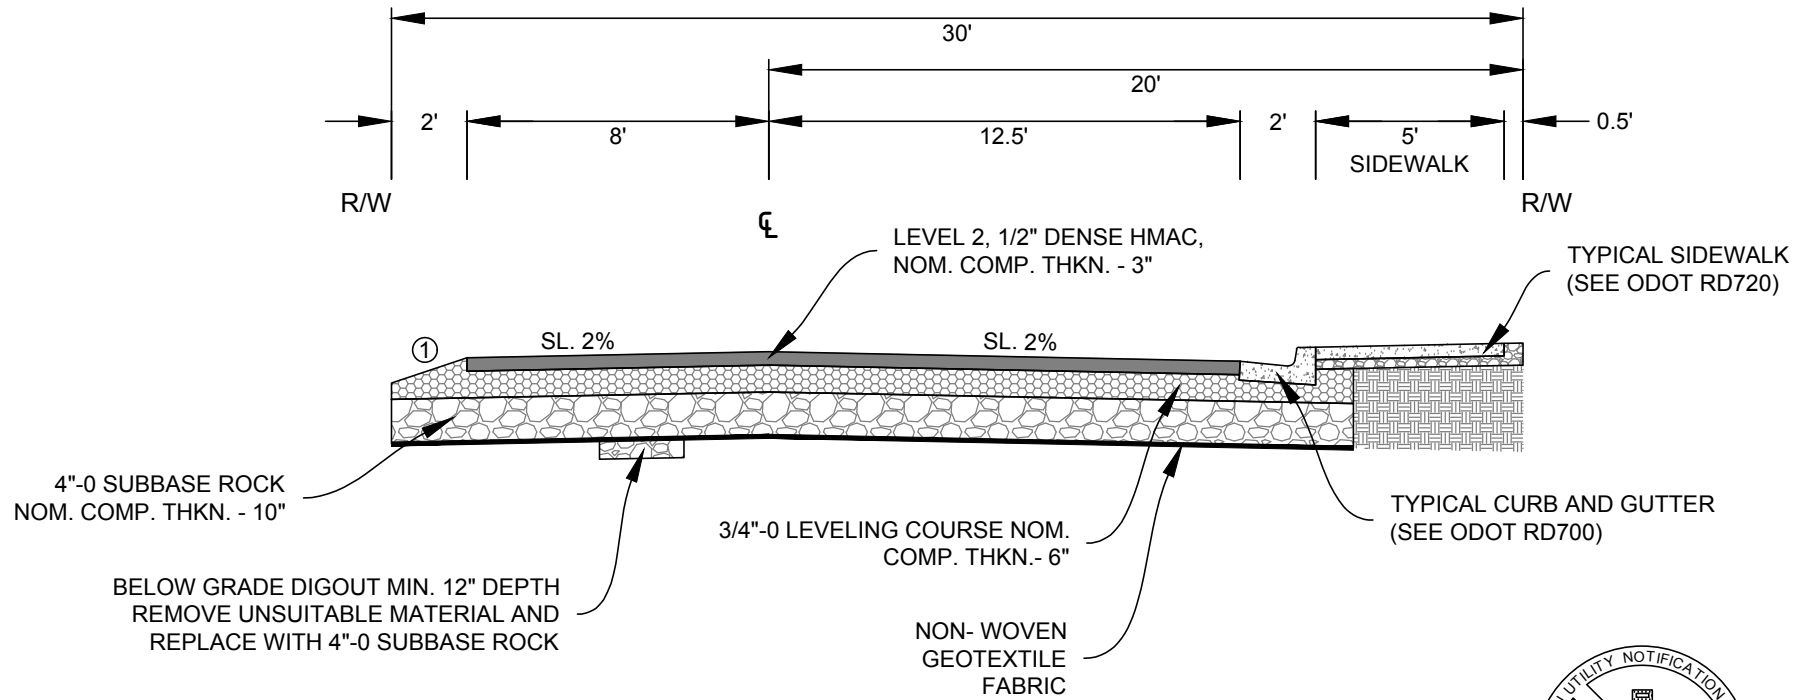 30'
20'
2'
8'
12.5'
2'
5'
0.5'
SIDEWALK
R/W
R/W
℄
LEVEL 2, 1/2" DENSE HMAC,
NOM. COMP. THKN. - 3"
TYPICAL SIDEWALK
(SEE ODOT RD720)
①
SL. 2%
SL. 2%
4"-0 SUBBASE ROCK
NOM. COMP. THKN. - 10"
3/4"-0 LEVELING COURSE NOM.
COMP. THKN.- 6"
TYPICAL CURB AND GUTTER
(SEE ODOT RD700)
BELOW GRADE DIGOUT MIN. 12" DEPTH
REMOVE UNSUITABLE MATERIAL AND
REPLACE WITH 4"-0 SUBBASE ROCK
NON- WOVEN
GEOTEXTILE
FABRIC
UTILITY NOTIFICATION